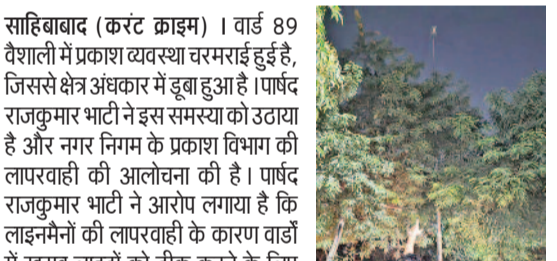 साहिबाबाद (करंट क्राइम) । वार्ड 89
वैशाली में प्रकाश व्यवस्था चरमराई हुई है,
जिससे क्षेत्र अंधकार में डूबा हुआ है ।पार्षद
राजकुमार भाटी ने इस समस्या को उठाया
है और नगर निगम के प्रकाश विभाग की
लापरवाही की आलोचना की है । पार्षद
राजकुमार भाटी ने आरोप लगाया है कि
लाइनमैनों की लापरवाही के कारण वार्डों